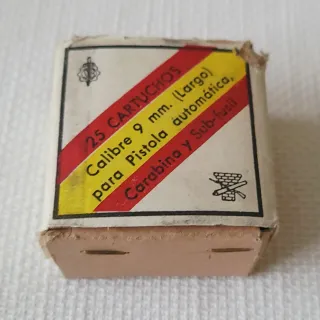 25 CARTUCHOS
Calibre 9 mm. (Largo)
para Pistola automática,
Carabina y Sub-fusil